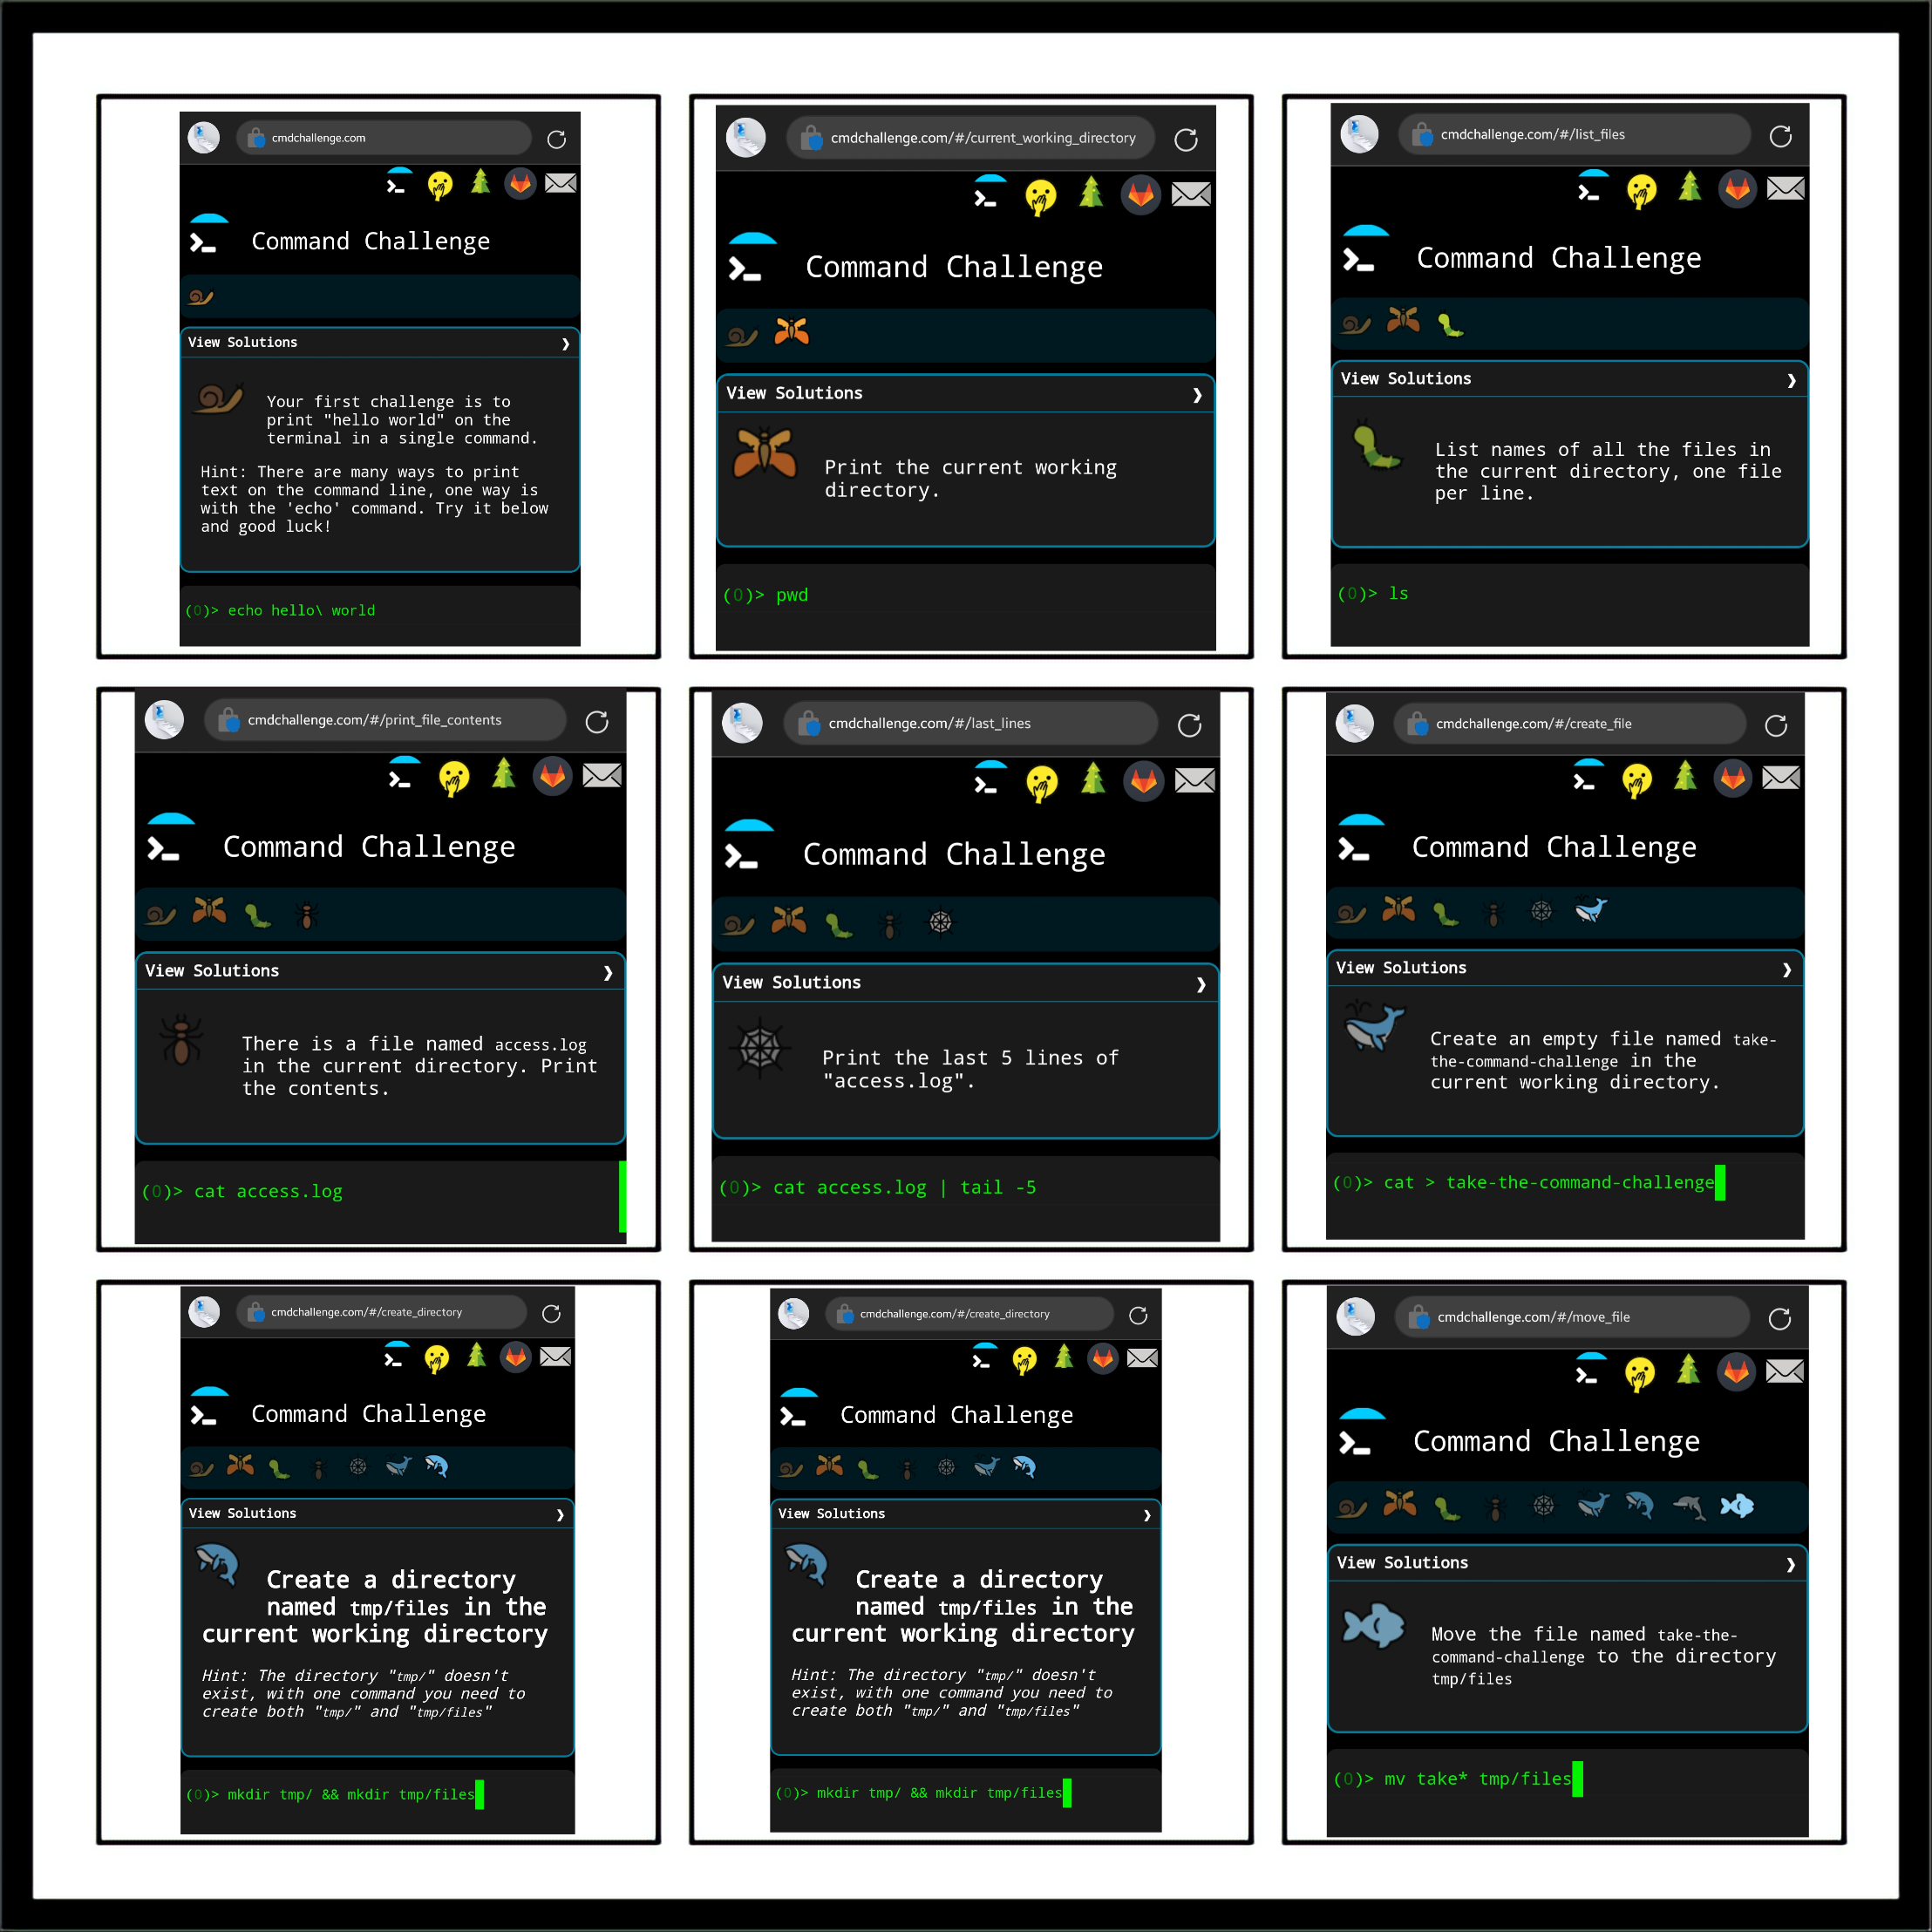 cmdchallenge.com
Command Challenge
View Solutions ❯
Your first challenge is to
print "hello world" on the
terminal in a single command.
Hint: There are many ways to print
text on the command line, one way is
with the 'echo' command. Try it below
and good luck!
(0)> echo hello\ world
cmdchallenge.com/#/current_working_directory
Command Challenge
View Solutions ❯
Print the current working
directory.
(0)> pwd
cmdchallenge.com/#/list_files
Command Challenge
View Solutions ❯
List names of all the files in
the current directory, one file
per line.
(0)> ls
cmdchallenge.com/#/print_file_contents
Command Challenge
View Solutions ❯
There is a file named access.log
in the current directory. Print
the contents.
(0)> cat access.log
cmdchallenge.com/#/last_lines
Command Challenge
View Solutions ❯
Print the last 5 lines of
"access.log".
(0)> cat access.log | tail -5
cmdchallenge.com/#/create_file
Command Challenge
View Solutions ❯
Create an empty file named take-
the-command-challenge in the
current working directory.
(0)> cat > take-the-command-challenge
cmdchallenge.com/#/create_directory
Command Challenge
View Solutions ❯
Create a directory
named tmp/files in the
current working directory
Hint: The directory "tmp/" doesn't
exist, with one command you need to
create both "tmp/" and "tmp/files"
(0)> mkdir tmp/ && mkdir tmp/files
cmdchallenge.com/#/create_directory
Command Challenge
View Solutions ❯
Create a directory
named tmp/files in the
current working directory
Hint: The directory "tmp/" doesn't
exist, with one command you need to
create both "tmp/" and "tmp/files"
(0)> mkdir tmp/ && mkdir tmp/files
cmdchallenge.com/#/move_file
Command Challenge
View Solutions ❯
Move the file named take-the-
command-challenge to the directory
tmp/files
(0)> mv take* tmp/files